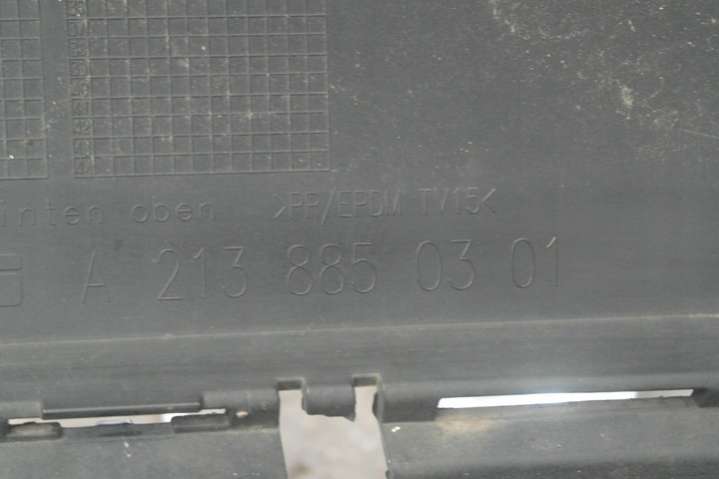 hinten oben >PP/EPDM TV15<
A 213 885 03 01